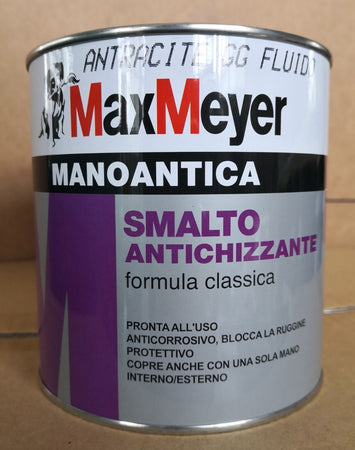 ANTRACITE GG FLUIDO
MaxMeyer
MANOANTICA
SMALTO
ANTICHIZZANTE
formula classica
PRONTA ALL'USO
ANTICORROSIVO, BLOCCA LA RUGGINE
PROTETTIVO
COPRE ANCHE CON UNA SOLA MANO
INTERNO/ESTERNO